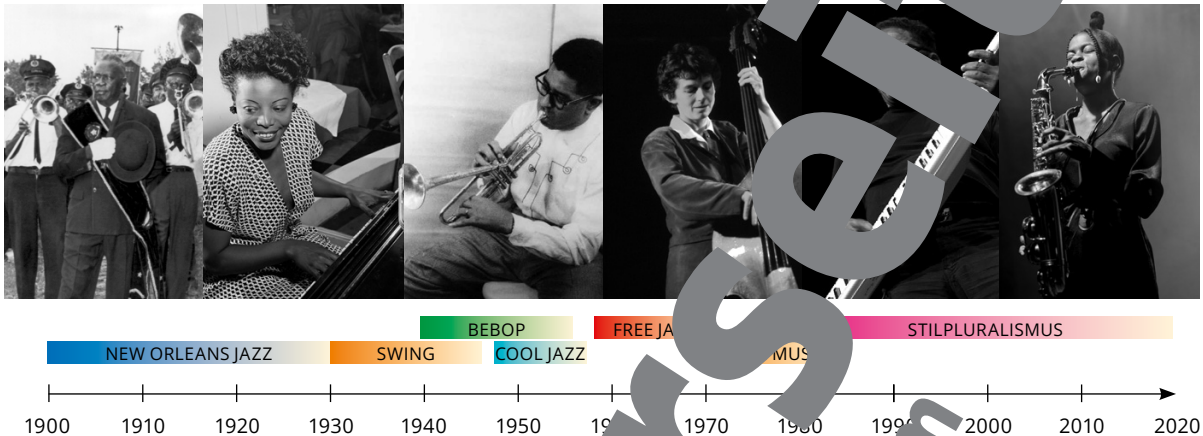 BEBOP
FREE JA
STILPLURALISMUS
NEW ORLEANS JAZZ
SWING
COOL JAZZ
MUS
1900
1910
1920
1930
1940
1950
1970
1980
2000
2010
2020